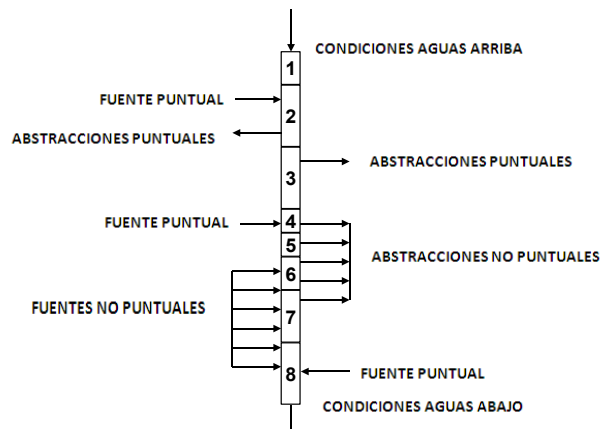 CONDICIONES AGUAS ARRIBA
1
FUENTE PUNTUAL
2
ABSTRACCIONES PUNTUALES
ABSTRACCIONES PUNTUALES
3
FUENTE PUNTUAL
4
5
ABSTRACCIONES NO PUNTUALES
6
FUENTES NO PUNTUALES
7
8
FUENTE PUNTUAL
CONDICIONES AGUAS ABAJO